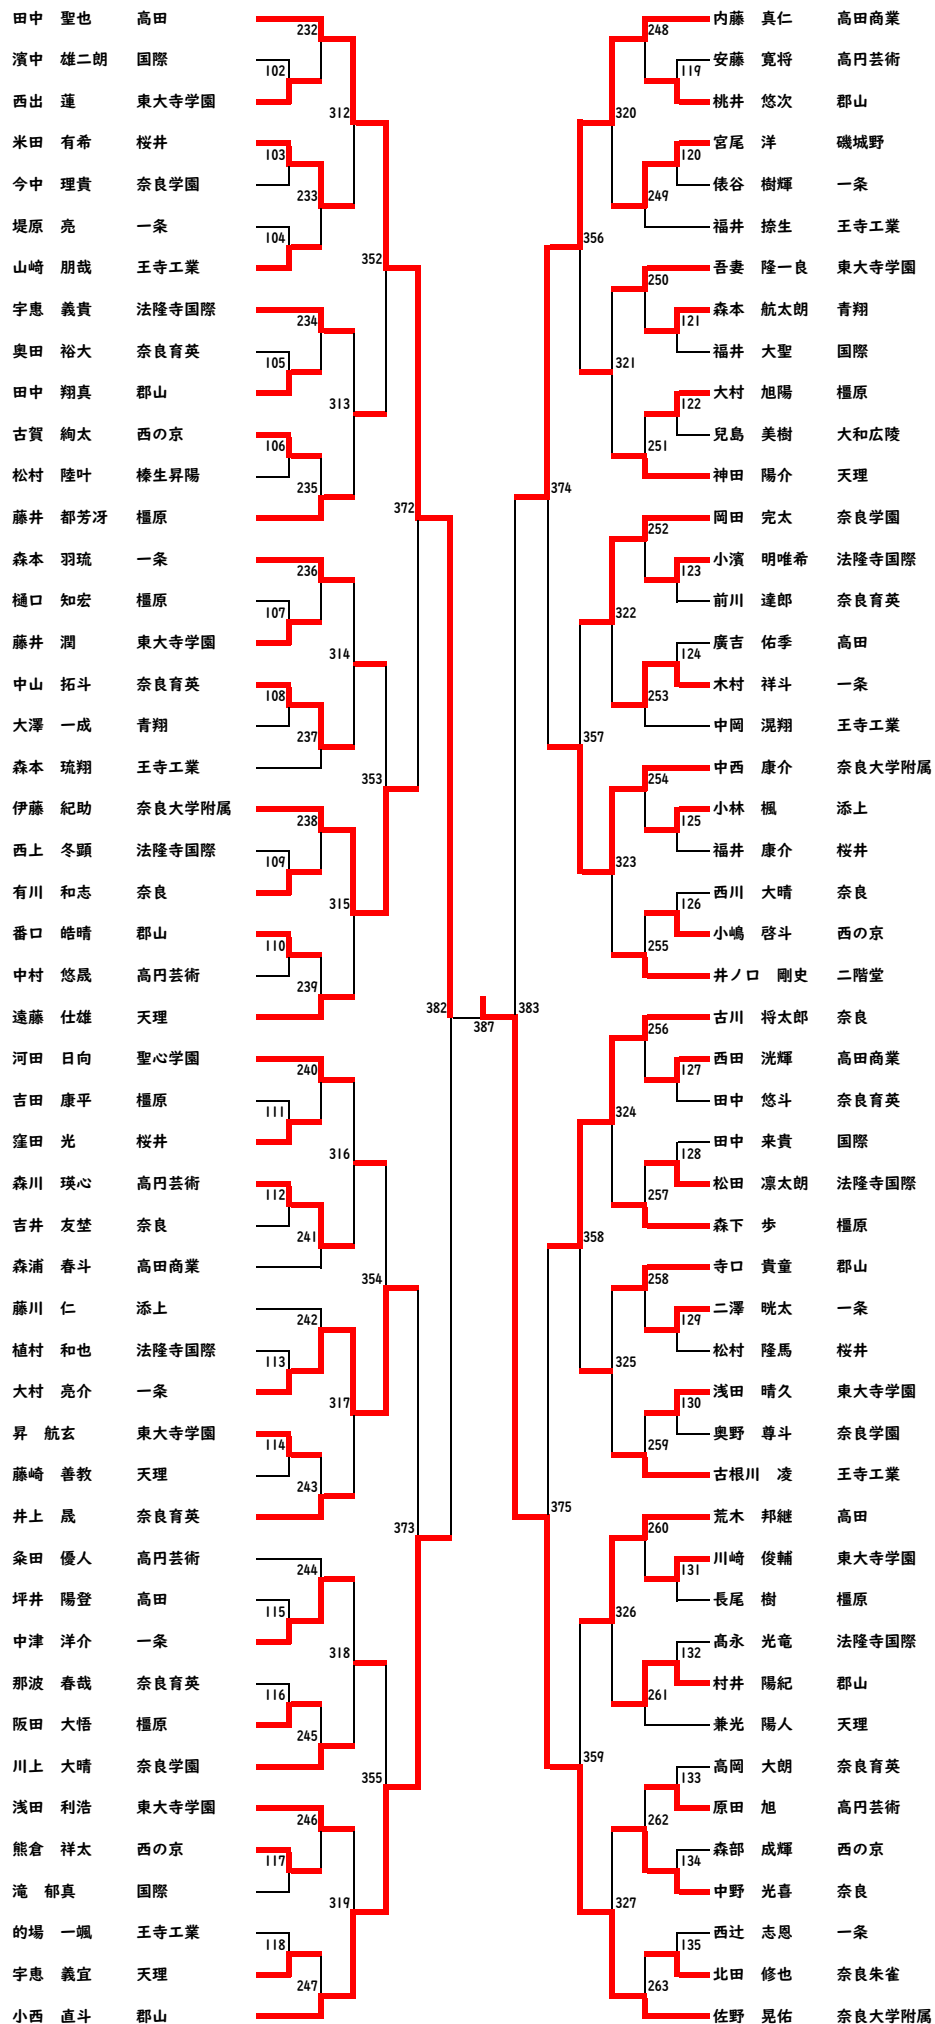 田中 聖也 高田
濱中 雄二朗 国際
西出 蓮 東大寺学園
米田 有希 桜井
今中 理貴 奈良学園
堤原 亮 一条
山﨑 朋哉 王寺工業
宇恵 義貴 法隆寺国際
奥田 裕大 奈良育英
田中 翔真 郡山
古賀 絢太 西の京
松村 陸叶 榛生昇陽
藤井 都芳冴 橿原
森本 羽琉 一条
樋口 知宏 橿原
藤井 潤 東大寺学園
中山 拓斗 奈良育英
大澤 一成 青翔
森本 琉翔 王寺工業
伊藤 紀助 奈良大学附属
西上 冬顕 法隆寺国際
有川 和志 奈良
番口 皓晴 郡山
中村 悠晟 高円芸術
遠藤 仕雄 天理
河田 日向 聖心学園
吉田 康平 橿原
窪田 光 桜井
森川 瑛心 高円芸術
吉井 友埜 奈良
森浦 春斗 高田商業
藤川 仁 添上
植村 和也 法隆寺国際
大村 亮介 一条
昇 航玄 東大寺学園
藤崎 善教 天理
井上 晟 奈良育英
粂田 優人 高円芸術
坪井 陽登 高田
中津 洋介 一条
那波 春哉 奈良育英
阪田 大悟 橿原
川上 大晴 奈良学園
浅田 利浩 東大寺学園
熊倉 祥太 西の京
滝 郁真 国際
的場 一颯 王寺工業
宇恵 義宜 天理
小西 直斗 郡山
232
102
312
103
233
104
352
234
105
313
106
235
372
236
107
314
108
237
353
238
109
315
110
239
382
240
111
316
112
241
354
242
113
317
114
243
373
244
115
318
116
245
355
246
117
319
118
247
387
248
119
320
120
249
356
250
121
321
122
251
374
252
123
322
124
253
357
254
125
323
126
255
383
256
127
324
128
257
358
258
129
325
130
259
375
260
131
326
132
261
359
133
262
134
327
135
263
内藤 真仁 高田商業
安藤 寛将 高円芸術
桃井 悠次 郡山
宮尾 洋 磯城野
俵谷 樹輝 一条
福井 捺生 王寺工業
吾妻 隆一良 東大寺学園
森本 航太朗 青翔
福井 大聖 国際
大村 旭陽 橿原
兒島 美樹 大和広陵
神田 陽介 天理
岡田 完太 奈良学園
小濱 明唯希 法隆寺国際
前川 達郎 奈良育英
廣吉 佑季 高田
木村 祥斗 一条
中岡 滉翔 王寺工業
中西 康介 奈良大学附属
小林 楓 添上
福井 康介 桜井
西川 大晴 奈良
小嶋 啓斗 西の京
井ノ口 剛史 二階堂
古川 将太郎 奈良
西田 洸輝 高田商業
田中 悠斗 奈良育英
田中 来貴 国際
松田 凛太朗 法隆寺国際
森下 歩 橿原
寺口 貴童 郡山
二澤 晄太 一条
松村 隆馬 桜井
浅田 晴久 東大寺学園
奥野 尊斗 奈良学園
古根川 凌 王寺工業
荒木 邦継 高田
川﨑 俊輔 東大寺学園
長尾 樹 橿原
髙永 光竜 法隆寺国際
村井 陽紀 郡山
兼光 陽人 天理
高岡 大朗 奈良育英
原田 旭 高円芸術
森部 成輝 西の京
中野 光喜 奈良
西辻 志恩 一条
北田 修也 奈良朱雀
佐野 晃佑 奈良大学附属